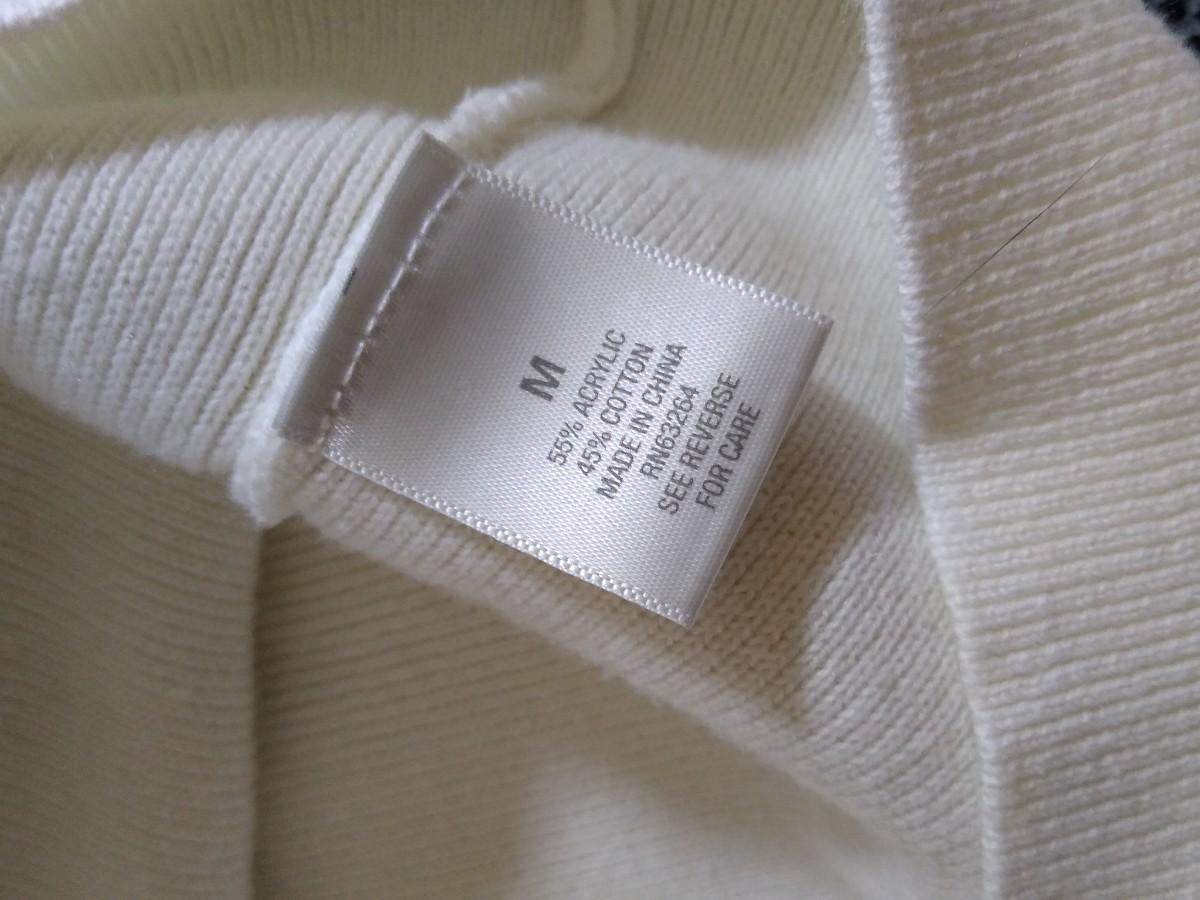 M
55% ACRYLIC
45% COTTON
MADE IN CHINA
RN63264
SEE REVERSE
FOR CARE